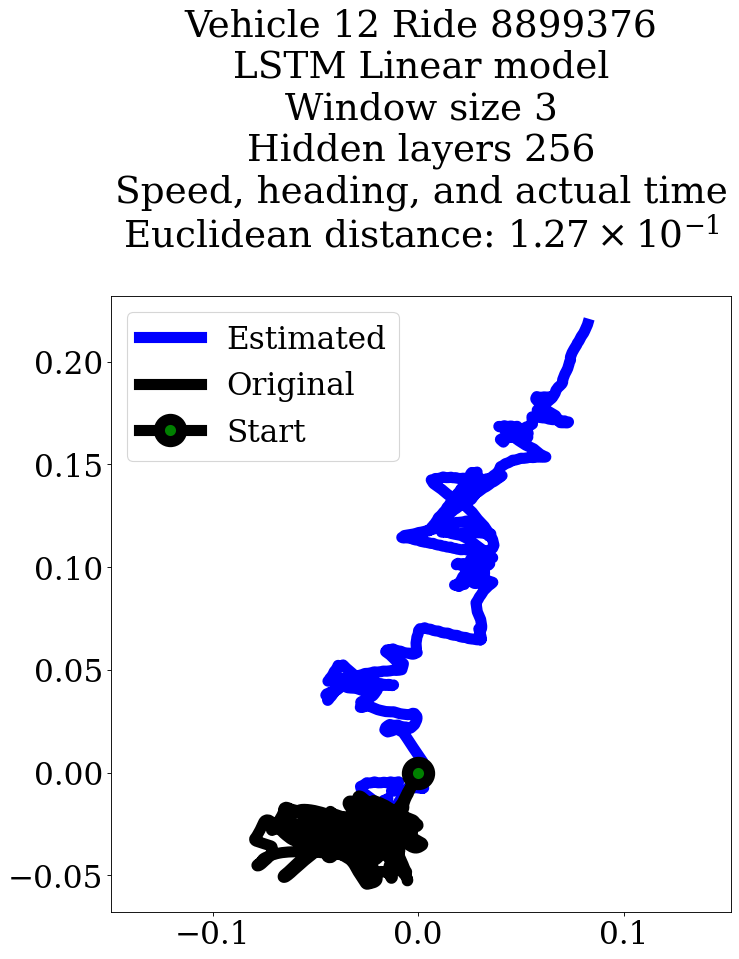 Vehicle 12 Ride 8899376
LSTM Linear model
Window size 3
Hidden layers 256
Speed, heading, and actual time
Euclidean distance: 1.27 × 10⁻¹
Estimated
Original
Start
0.20
0.15
0.10
0.05
0.00
−0.05
−0.1 0.0 0.1